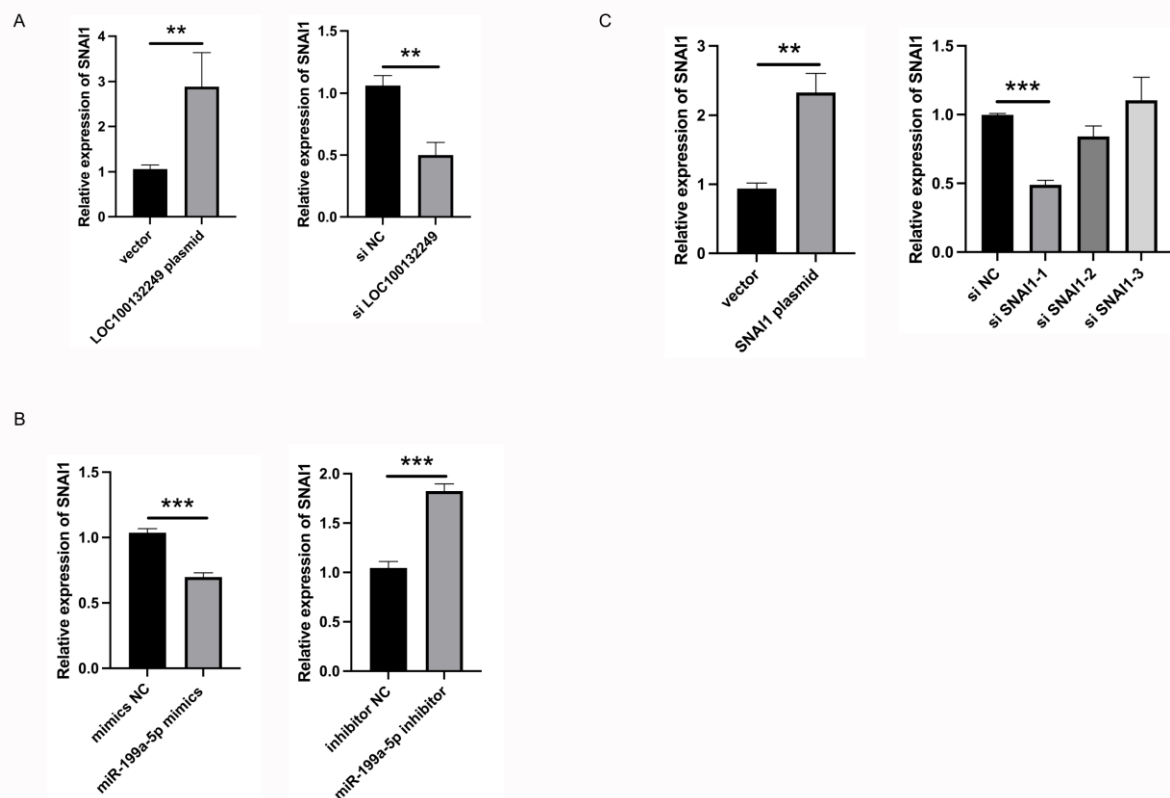 A
Relative expression of SNAI1
4
3
2
1
0
**
vector
LOC100132249 plasmid
Relative expression of SNAI1
1.5
1.0
0.5
0.0
**
si NC
si LOC100132249
C
Relative expression of SNAI1
3
2
1
0
**
vector
SNAI1 plasmid
Relative expression of SNAI1
1.5
1.0
0.5
0.0
***
si NC
si SNAI1-1
si SNAI1-2
si SNAI1-3
B
Relative expression of SNAI1
1.5
1.0
0.5
0.0
***
mimics NC
miR-199a-5p mimics
Relative expression of SNAI1
2.0
1.5
1.0
0.5
0.0
***
inhibitor NC
miR-199a-5p inhibitor